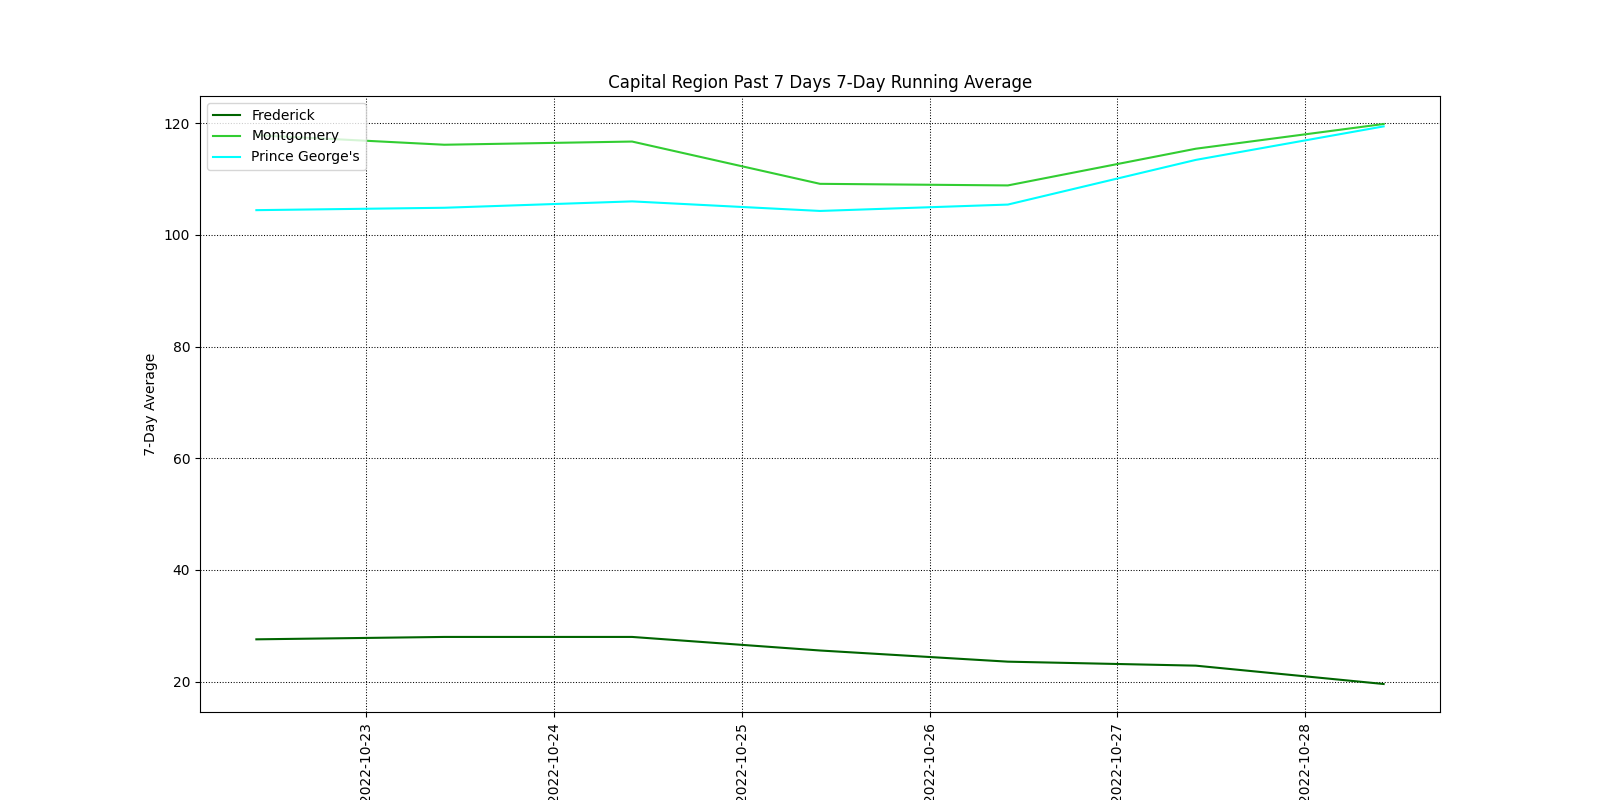 Capital Region Past 7 Days 7-Day Running Average
Frederick
Montgomery
Prince George's
7-Day Average
120
100
80
60
40
20
2022-10-23
2022-10-24
2022-10-25
2022-10-26
2022-10-27
2022-10-28